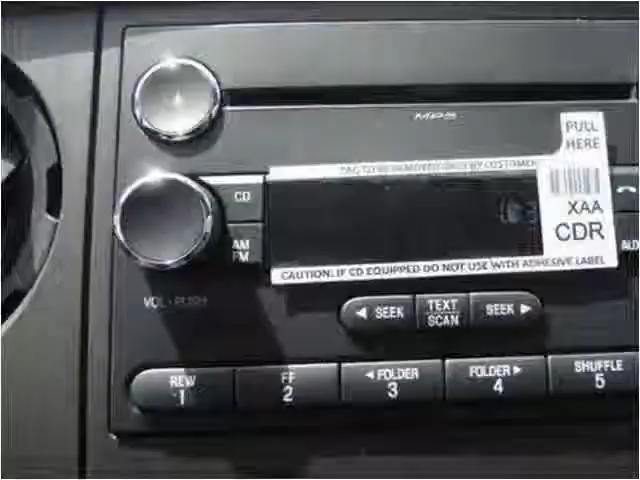 MP3
PULL
HERE
TAG TO BE REMOVED ONLY BY CUSTOMER
CD
XAA
CDR
AM
FM
AUX
CAUTION: IF CD EQUIPPED DO NOT USE WITH ADHESIVE LABEL
VOL - PUSH
◄ SEEK
TEXT
SCAN
SEEK ►
REW
1
FF
2
◄ FOLDER
3
FOLDER ►
4
SHUFFLE
5